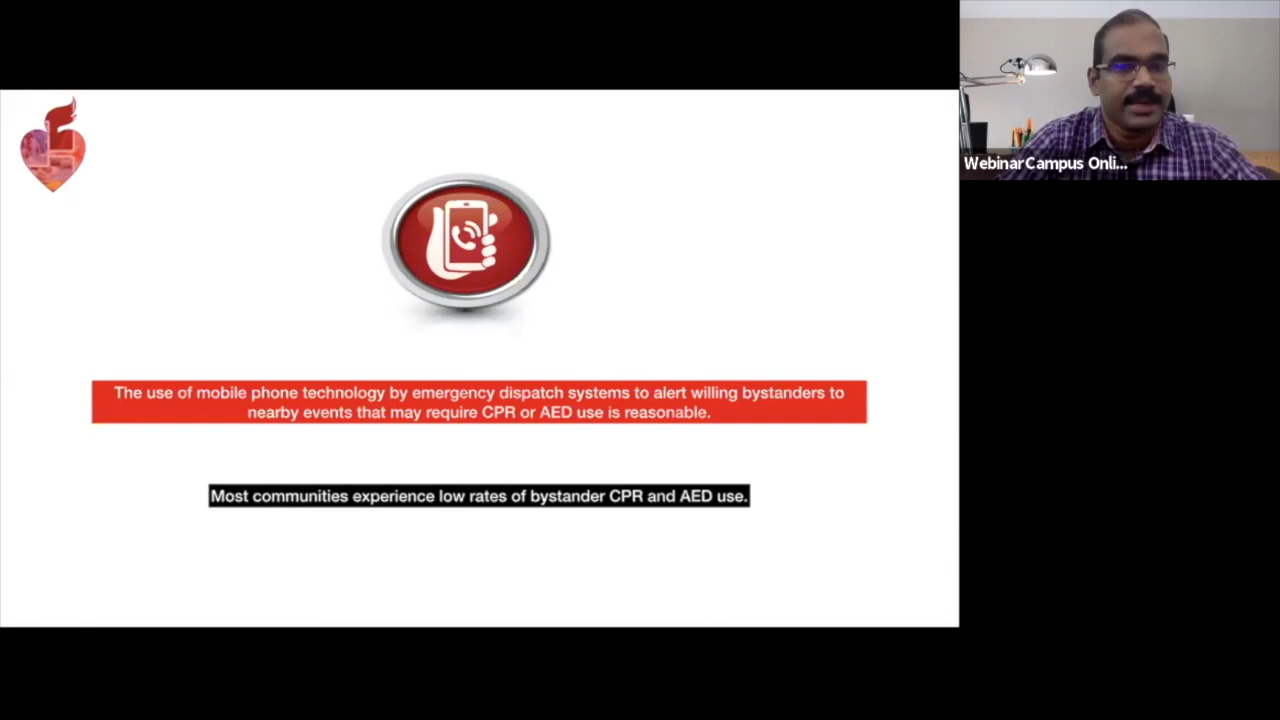 WebinarCampus Onli...
The use of mobile phone technology by emergency dispatch systems to alert willing bystanders to
nearby events that may require CPR or AED use is reasonable.
Most communities experience low rates of bystander CPR and AED use.